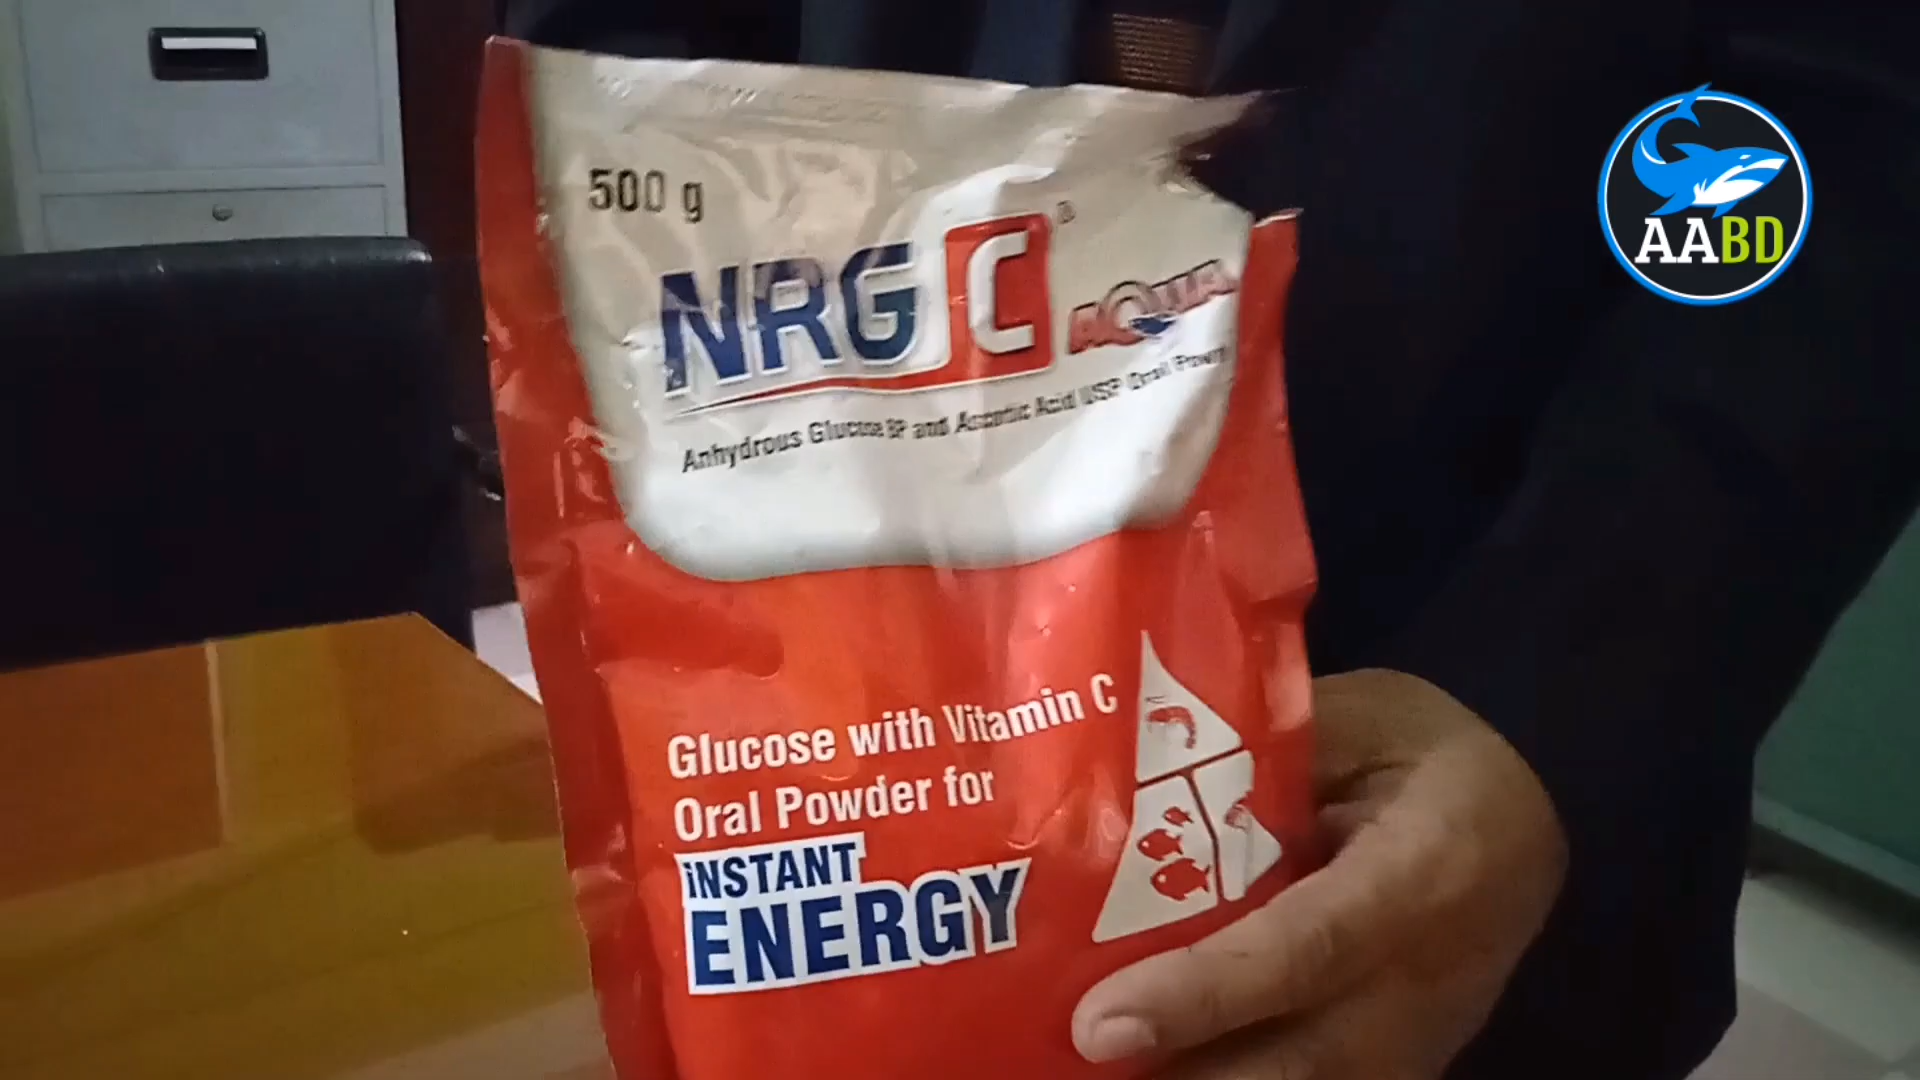 500 g
NRG C®
AQUA
Anhydrous Glucose BP and Ascorbic Acid USP Oral
Glucose with Vitamin C
Oral Powder for
iNSTANT
ENERGY
AABD